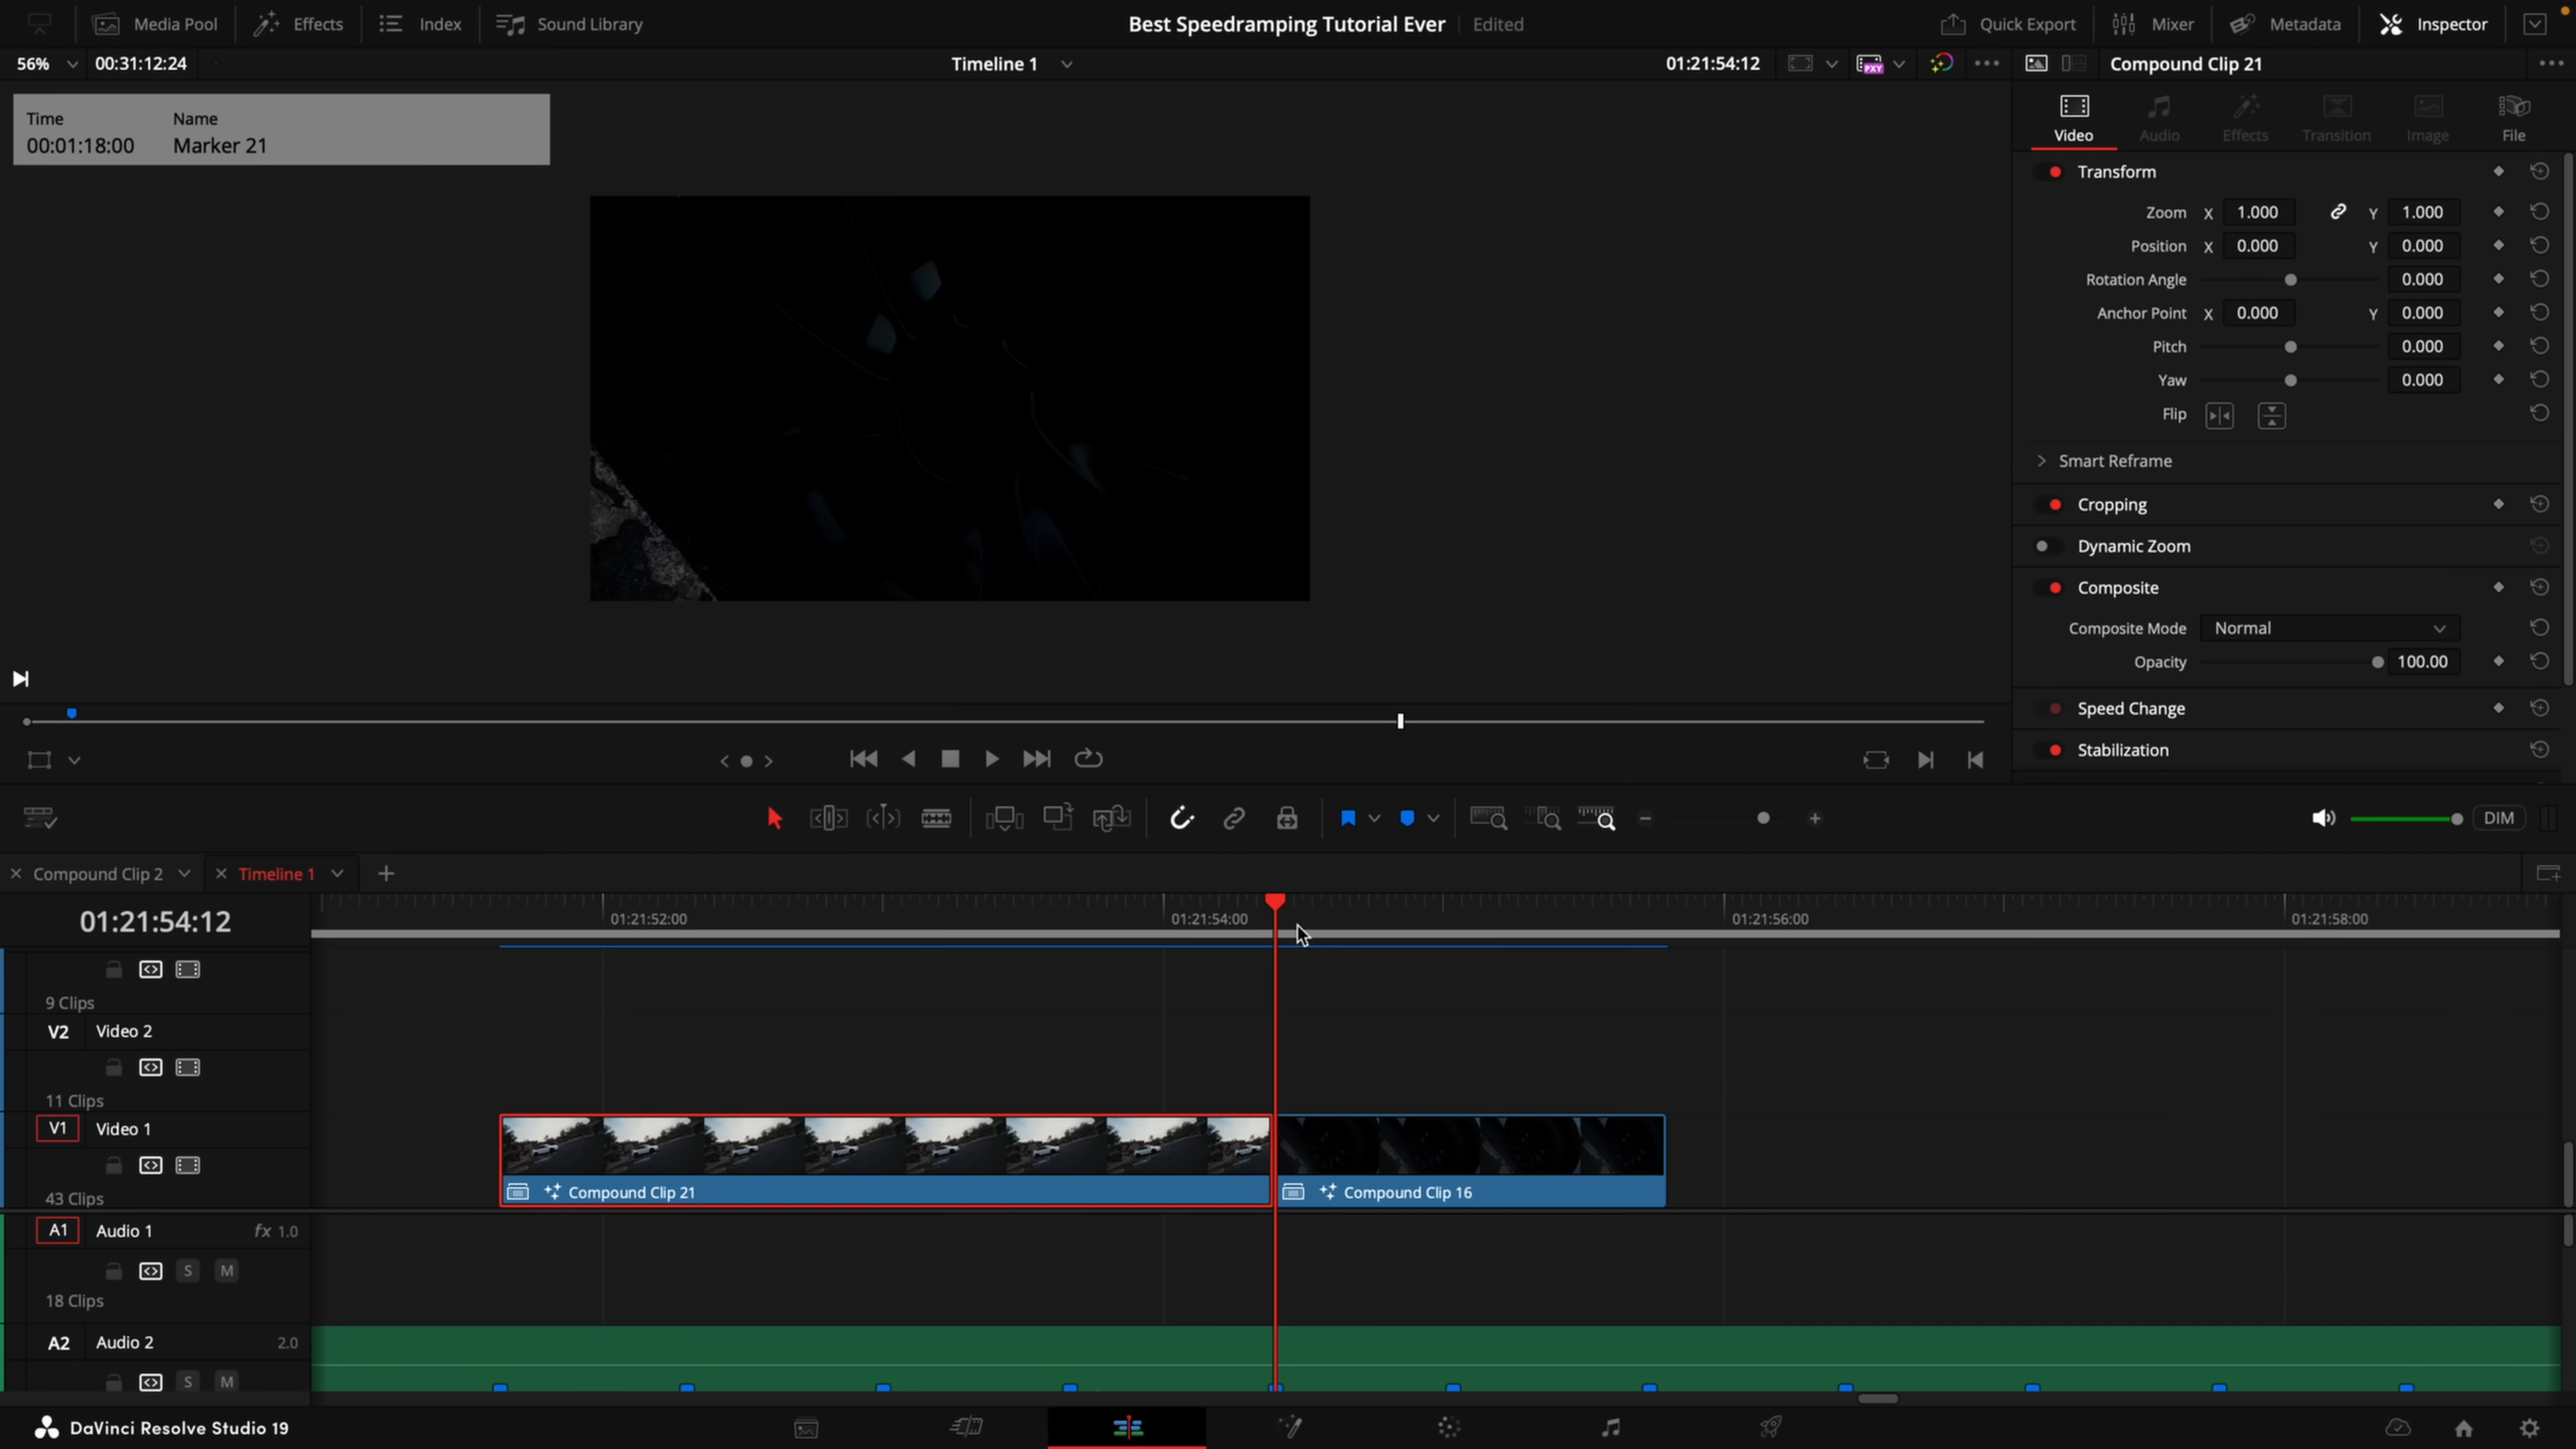 Media Pool Effects Index Sound Library Best Speedramping Tutorial Ever Edited Quick Export Mixer Metadata Inspector
56% 00:31:12:24 Timeline 1 01:21:54:12 PXY Compound Clip 21
Time Name
00:01:18:00 Marker 21
Video Audio Effects Transition Image File
Transform
Zoom X 1.000 Y 1.000
Position X 0.000 Y 0.000
Rotation Angle 0.000
Anchor Point X 0.000 Y 0.000
Pitch 0.000
Yaw 0.000
Flip
Smart Reframe
Cropping
Dynamic Zoom
Composite
Composite Mode Normal
Opacity 100.00
Speed Change
Stabilization
DIM
Compound Clip 2 Timeline 1
01:21:54:12 01:21:52:00 01:21:54:00 01:21:56:00 01:21:58:00
9 Clips
V2 Video 2
11 Clips
V1 Video 1
43 Clips
Compound Clip 21 Compound Clip 16
A1 Audio 1 fx 1.0
S M
18 Clips
A2 Audio 2 2.0
S M
DaVinci Resolve Studio 19